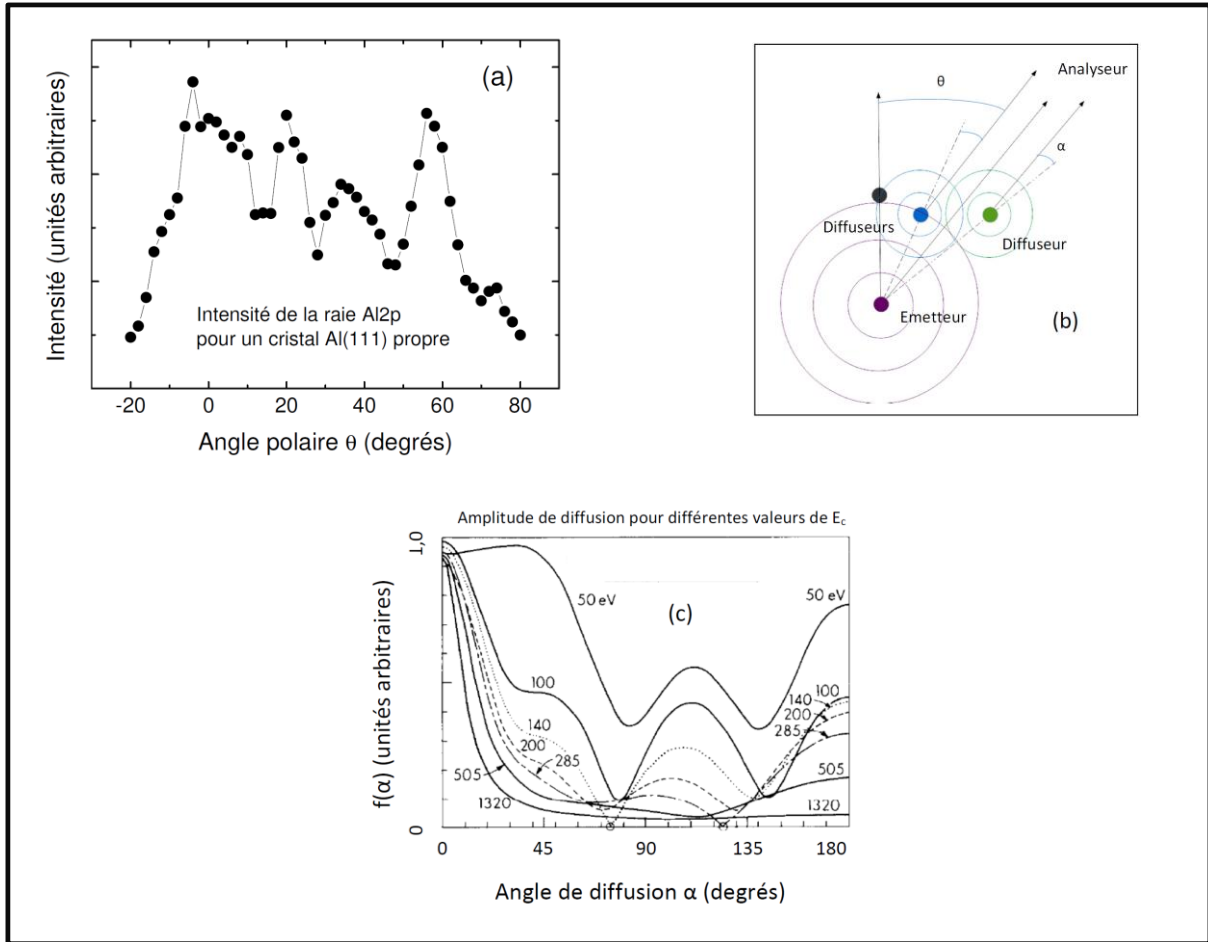 (a)
Intensité (unités arbitraires)
Intensité de la raie Al2p
pour un cristal Al(111) propre
-20 0 20 40 60 80
Angle polaire θ (degrés)
Analyseur
θ
α
Diffuseurs
Diffuseur
Emetteur
(b)
Amplitude de diffusion pour différentes valeurs de E_c
1,0
50 eV
50 eV
(c)
f(α) (unités arbitraires)
100
100
140
140
200
200
285
285
505
505
1320
1320
0
0 45 90 135 180
Angle de diffusion α (degrés)